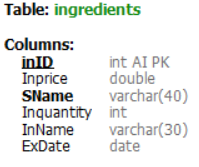 Table: ingredients
Columns:
inID int AI PK
Inprice double
SName varchar(40)
Inquantity int
InName varchar(30)
ExDate date